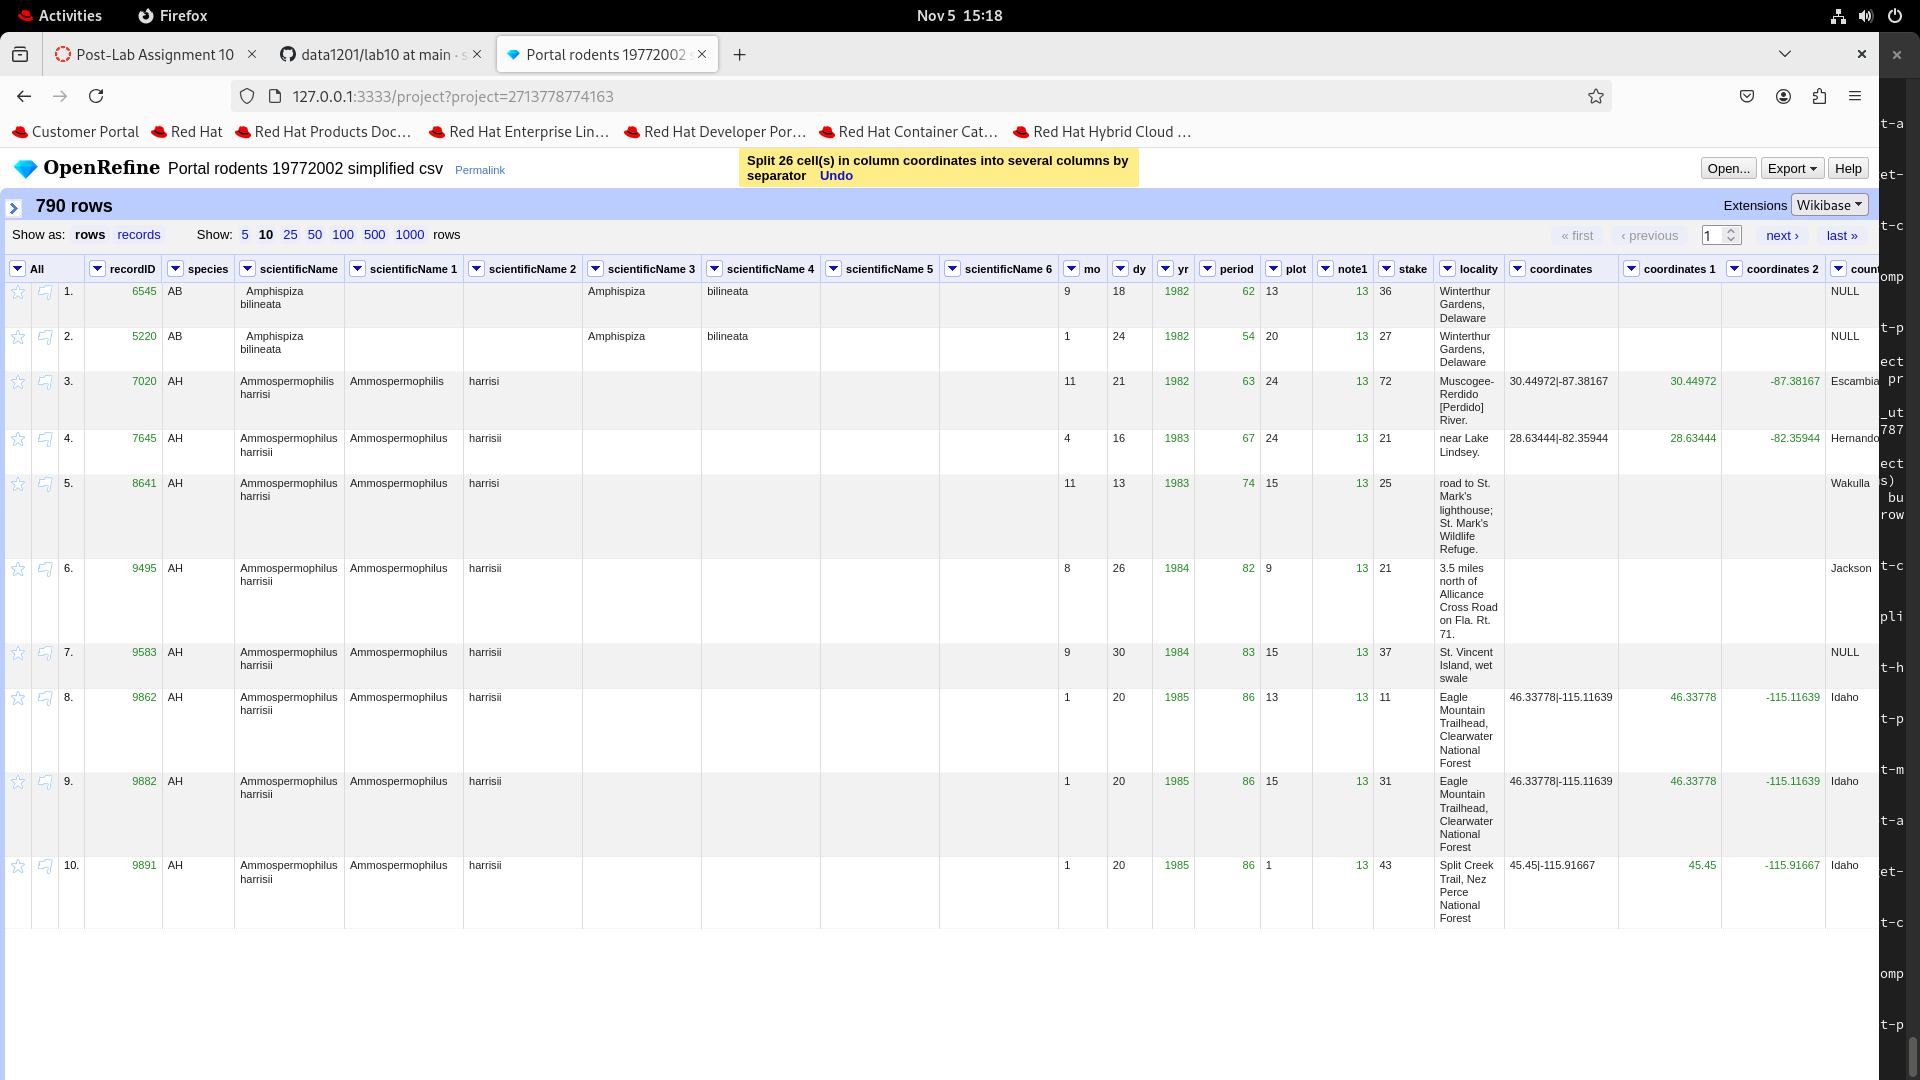 Activities Firefox Nov 5 15:18
Post-Lab Assignment 10 data1201/lab10 at main · s Portal rodents 19772002 s
127.0.0.1:3333/project?project=2713778774163
Customer Portal Red Hat Red Hat Products Doc… Red Hat Enterprise Lin… Red Hat Developer Por… Red Hat Container Cat… Red Hat Hybrid Cloud …
OpenRefine Portal rodents 19772002 simplified csv Permalink
Split 26 cell(s) in column coordinates into several columns by
separator Undo
Open... Export Help
790 rows
Extensions Wikibase
Show as: rows records Show: 5 10 25 50 100 500 1000 rows
« first ‹ previous 1 next › last »
All recordID species scientificName scientificName 1 scientificName 2 scientificName 3 scientificName 4 scientificName 5 scientificName 6 mo dy yr period plot note1 stake locality coordinates coordinates 1 coordinates 2 count
1. 6545 AB Amphispiza Amphispiza bilineata 9 18 1982 62 13 13 36 Winterthur NULL
bilineata Gardens,
Delaware
2. 5220 AB Amphispiza Amphispiza bilineata 1 24 1982 54 20 13 27 Winterthur NULL
bilineata Gardens,
Delaware
3. 7020 AH Ammospermophilis Ammospermophilis harrisi 11 21 1982 63 24 13 72 Muscogee- 30.44972|-87.38167 30.44972 -87.38167 Escambia
harrisi Rerdido
[Perdido]
River.
4. 7645 AH Ammospermophilus Ammospermophilus harrisii 4 16 1983 67 24 13 21 near Lake 28.63444|-82.35944 28.63444 -82.35944 Hernando
harrisii Lindsey.
5. 8641 AH Ammospermophilus Ammospermophilus harrisi 11 13 1983 74 15 13 25 road to St. Wakulla
harrisi Mark's
lighthouse;
St. Mark's
Wildlife
Refuge.
6. 9495 AH Ammospermophilus Ammospermophilus harrisii 8 26 1984 82 9 13 21 3.5 miles Jackson
harrisii north of
Allicance
Cross Road
on Fla. Rt.
71.
7. 9583 AH Ammospermophilus Ammospermophilus harrisii 9 30 1984 83 15 13 37 St. Vincent NULL
harrisii Island, wet
swale
8. 9862 AH Ammospermophilus Ammospermophilus harrisii 1 20 1985 86 13 13 11 Eagle 46.33778|-115.11639 46.33778 -115.11639 Idaho
harrisii Mountain
Trailhead,
Clearwater
National
Forest
9. 9882 AH Ammospermophilus Ammospermophilus harrisii 1 20 1985 86 15 13 31 Eagle 46.33778|-115.11639 46.33778 -115.11639 Idaho
harrisii Mountain
Trailhead,
Clearwater
National
Forest
10. 9891 AH Ammospermophilus Ammospermophilus harrisii 1 20 1985 86 1 13 43 Split Creek 45.45|-115.91667 45.45 -115.91667 Idaho
harrisii Trail, Nez
Perce
National
Forest
t-a
et-
t-c
omp
t-p
ect
pr
_ut
787
ect
s)
bu
row
t-c
pli
t-h
t-p
t-m
t-a
et-
t-c
omp
t-p